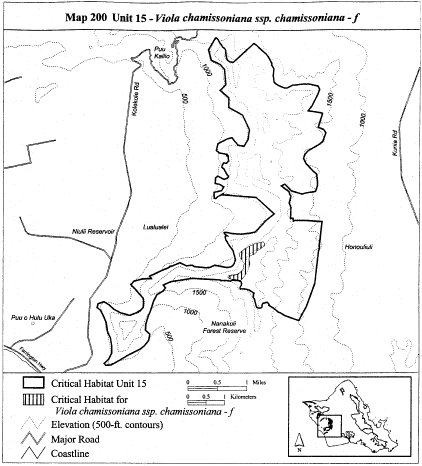 Map 200 Unit 15 - Viola chamissoniana ssp. chamissoniana - f
Puu
Kailio
Kolekole Rd
500
1000
1500
1000
Kunia Rd
Niulii Reservoir
Lualualei
Honouliuli
Puu o Hulu Uka
1500
1000
500
Nanakuli
Forest Reserve
Farrington Hwy
Critical Habitat Unit 15
Critical Habitat for
Viola chamissoniana ssp. chamissoniana - f
Elevation (500-ft. contours)
Major Road
Coastline
0 0.5 1 Miles
0 0.5 1 Kilometers
N